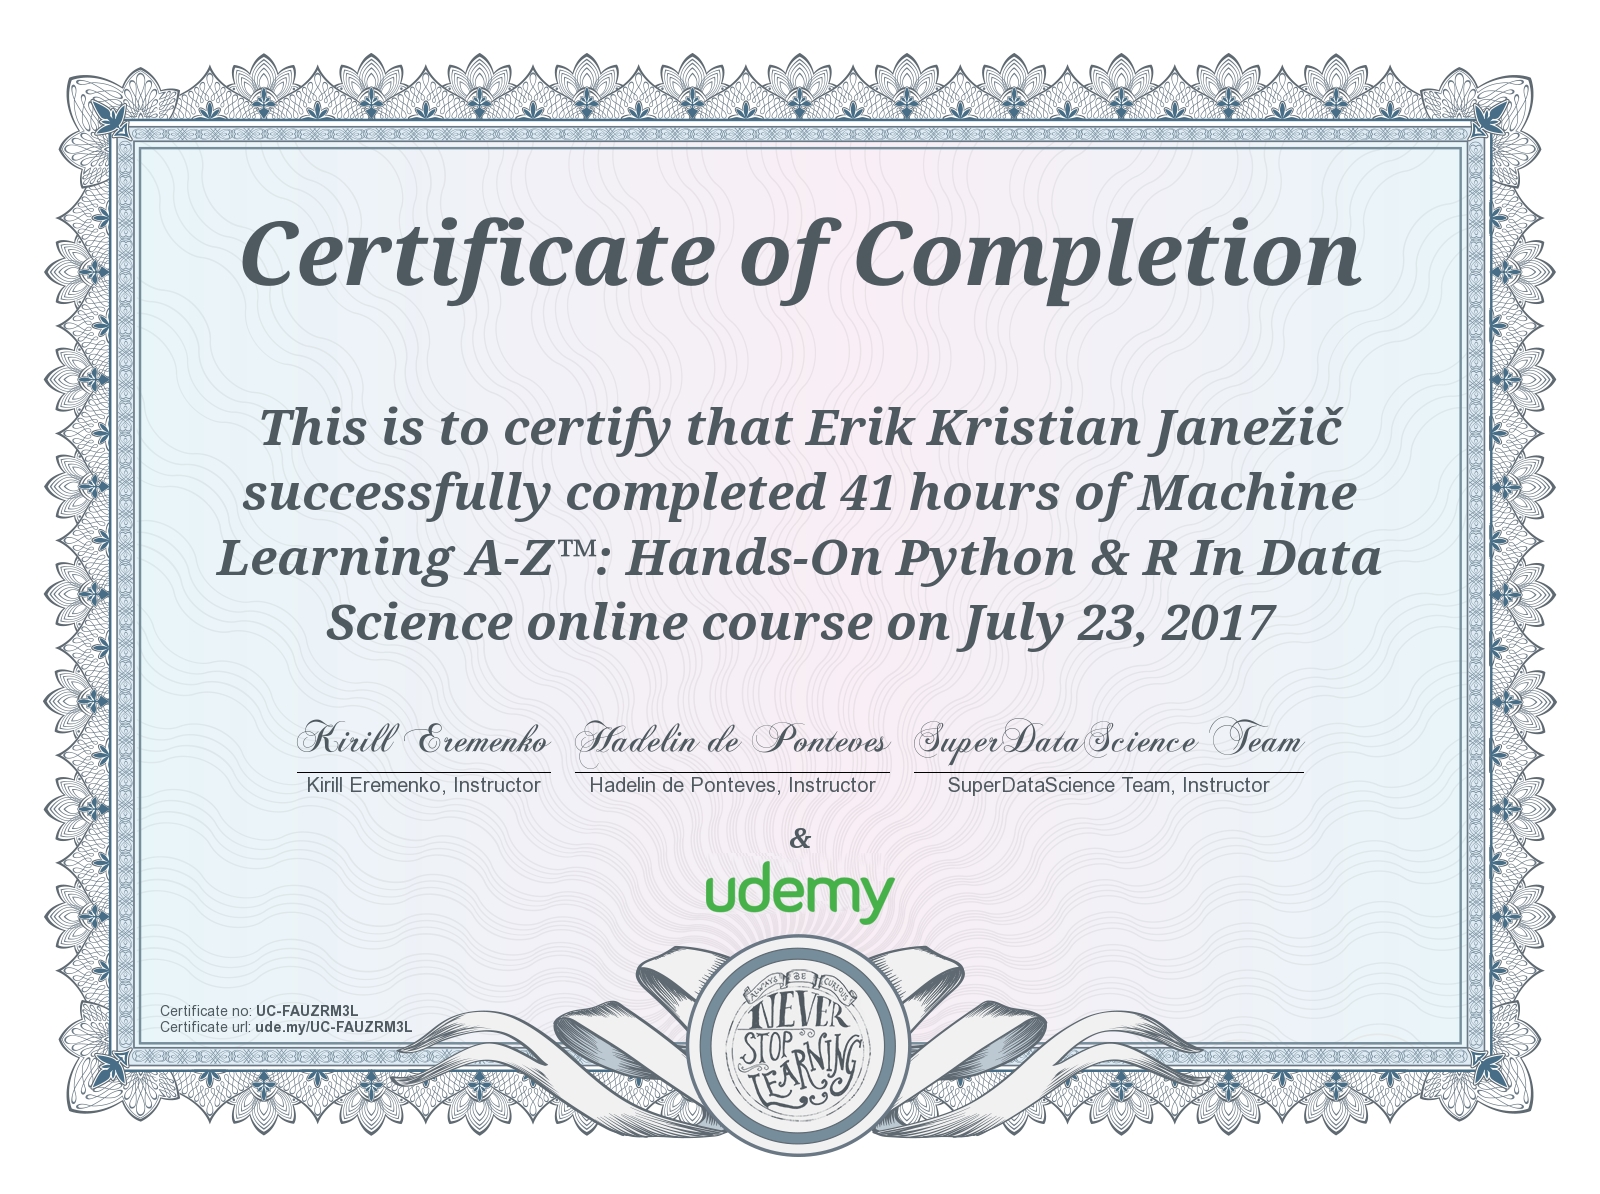 Certificate of Completion
This is to certify that Erik Kristian Janežič
successfully completed 41 hours of Machine
Learning A-Z™: Hands-On Python & R In Data
Science online course on July 23, 2017
Kirill Eremenko Hadelin de Ponteves SuperDataScience Team
Kirill Eremenko, Instructor Hadelin de Ponteves, Instructor SuperDataScience Team, Instructor
&
udemy
ALWAYS BE CURIOUS
NEVER
STOP
LEARNING
Certificate no: UC-FAUZRM3L
Certificate url: ude.my/UC-FAUZRM3L